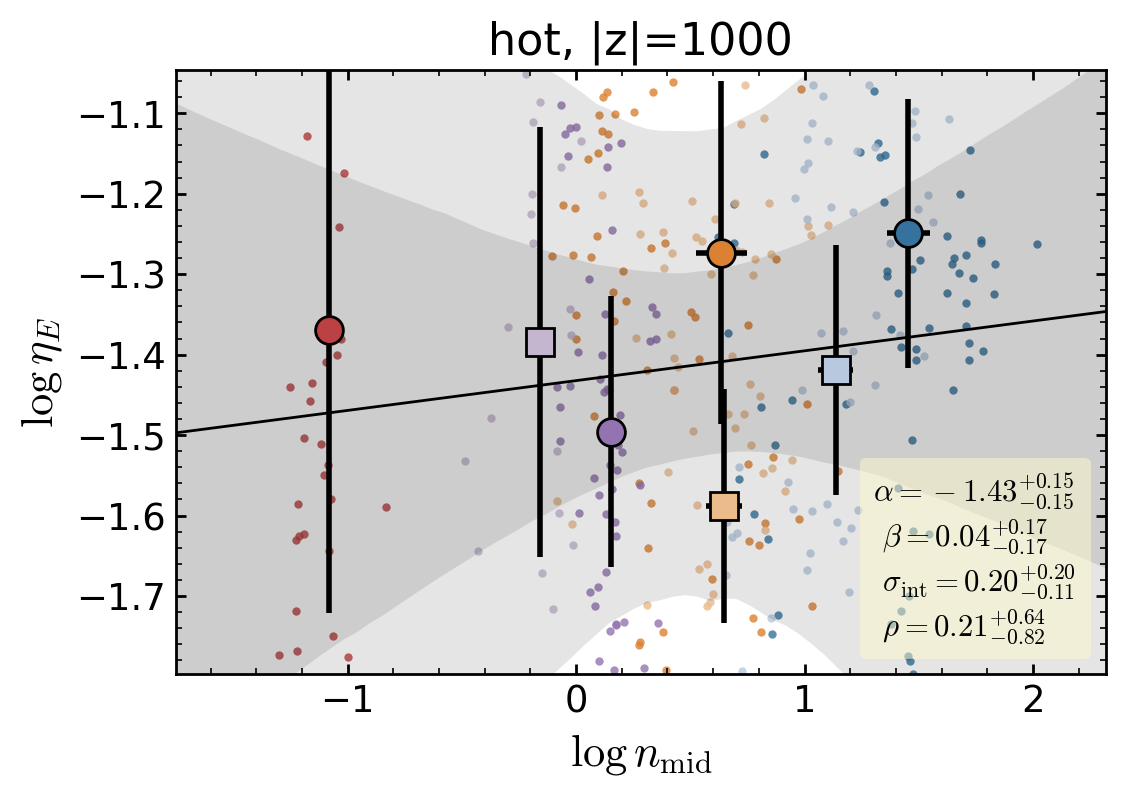 hot, |z|=1000
−1.1
−1.2
−1.3
−1.4
−1.5
−1.6
−1.7
log η_E
α = −1.43^{+0.15}_{−0.15}
β = 0.04^{+0.17}_{−0.17}
σ_int = 0.20^{+0.20}_{−0.11}
ρ = 0.21^{+0.64}_{−0.82}
−1 0 1 2
log n_mid